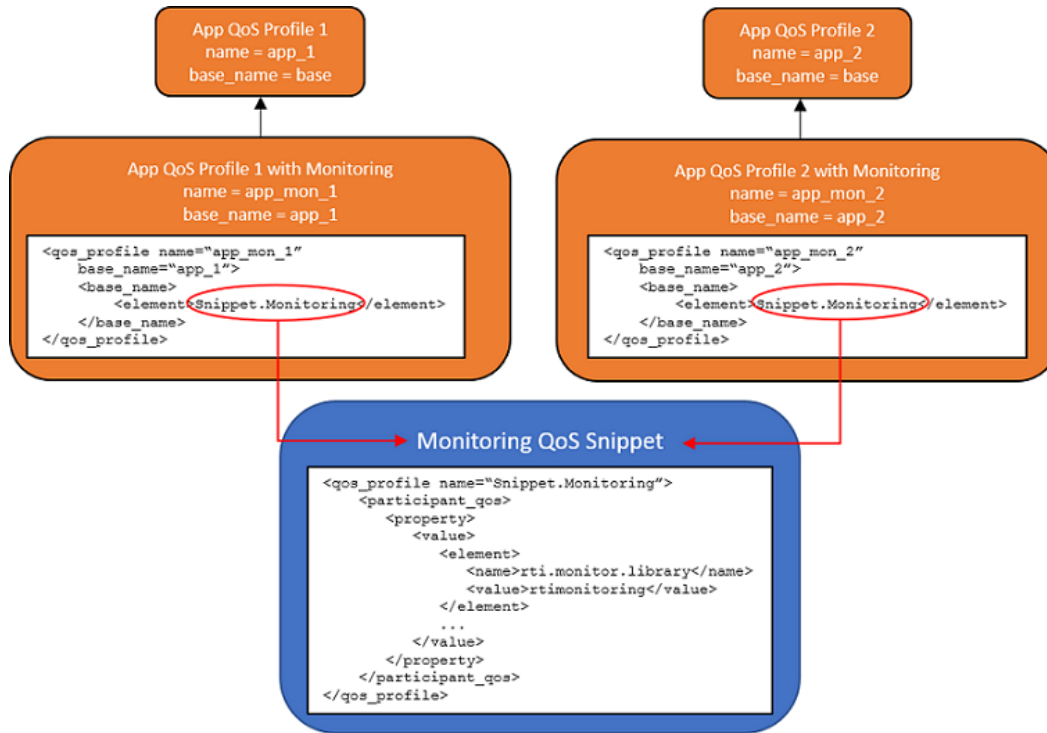 App QoS Profile 1
name = app_1
base_name = base
App QoS Profile 2
name = app_2
base_name = base
App QoS Profile 1 with Monitoring
name = app_mon_1
base_name = app_1
<qos_profile name=“app_mon_1”
base_name=“app_1”>
<base_name>
<element>Snippet.Monitoring</element>
</base_name>
</qos_profile>
App QoS Profile 2 with Monitoring
name = app_mon_2
base_name = app_2
<qos_profile name=“app_mon_2”
base_name=“app_2”>
<base_name>
<element>Snippet.Monitoring</element>
</base_name>
</qos_profile>
Monitoring QoS Snippet
<qos_profile name=“Snippet.Monitoring”>
<participant_qos>
<property>
<value>
<element>
<name>rti.monitor.library</name>
<value>rtimonitoring</value>
</element>
...
</value>
</property>
</participant_qos>
</qos_profile>